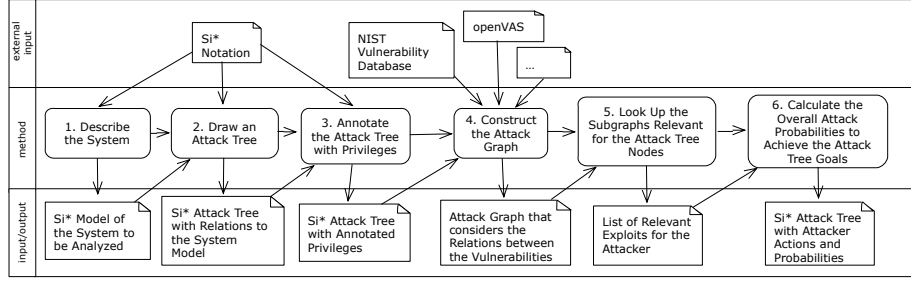 external
input
Si*
Notation
NIST
Vulnerability
Database
openVAS
...
method
1. Describe
the System
2. Draw an
Attack Tree
3. Annotate
the Attack Tree
with Privileges
4. Construct
the Attack
Graph
5. Look Up the
Subgraphs Relevant
for the Attack Tree
Nodes
6. Calculate the
Overall Attack
Probabilities to
Achieve the Attack
Tree Goals
input/output
Si* Model of
the System to
be Analyzed
Si* Attack Tree
with Relations to
the System
Model
Si* Attack Tree
with Annotated
Privileges
Attack Graph that
considers the
Relations between
the Vulnerabilities
List of Relevant
Exploits for the
Attacker
Si* Attack Tree
with Attacker
Actions and
Probabilities